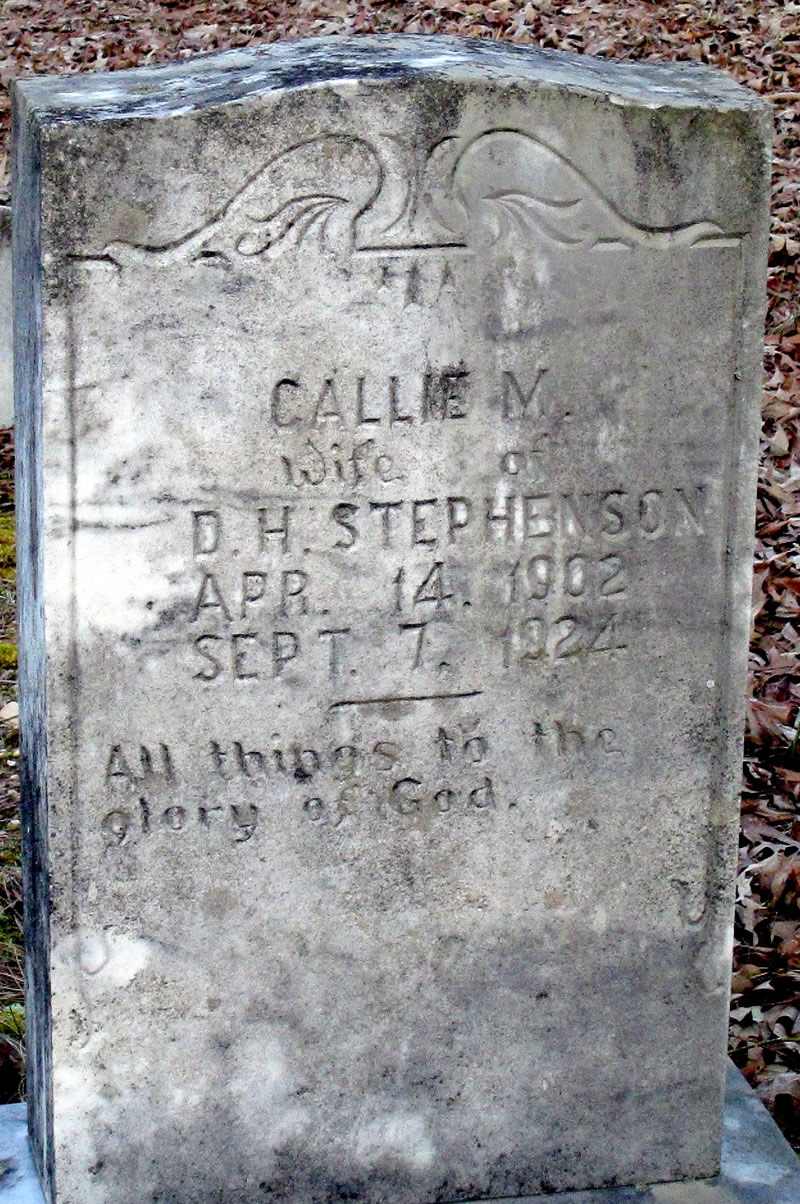 CALLIE M.
Wife of
D. H. STEPHENSON
APR. 14. 1902
SEPT. 7. 1924
All things to the
glory of God.